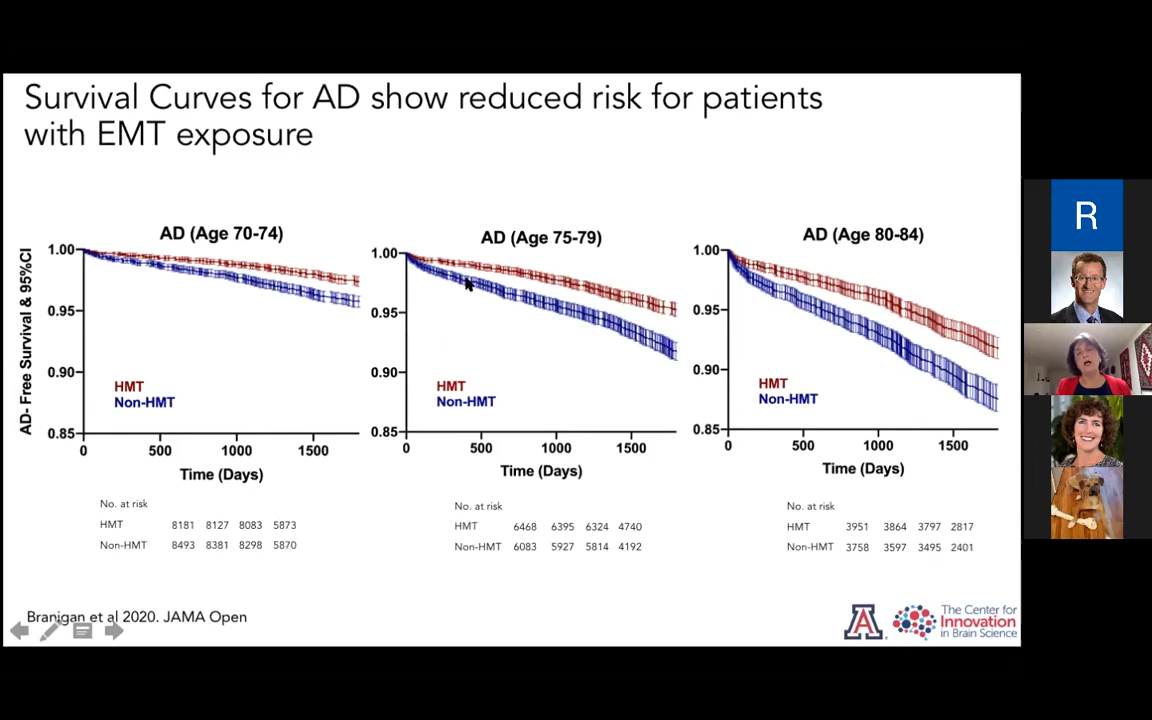 Survival Curves for AD show reduced risk for patients
with EMT exposure
AD- Free Survival & 95%CI
AD (Age 70-74)
1.00
0.95
0.90
0.85
HMT
Non-HMT
0 500 1000 1500
Time (Days)
No. at risk
HMT 8181 8127 8083 5873
Non-HMT 8493 8381 8298 5870
AD (Age 75-79)
1.00
0.95
0.90
0.85
HMT
Non-HMT
0 500 1000 1500
Time (Days)
No. at risk
HMT 6468 6395 6324 4740
Non-HMT 6083 5927 5814 4192
AD (Age 80-84)
1.00
0.95
0.90
0.85
HMT
Non-HMT
0 500 1000 1500
Time (Days)
No. at risk
HMT 3951 3864 3797 2817
Non-HMT 3758 3597 3495 2401
Branigan et al 2020. JAMA Open
A
The Center for
Innovation
in Brain Science
R